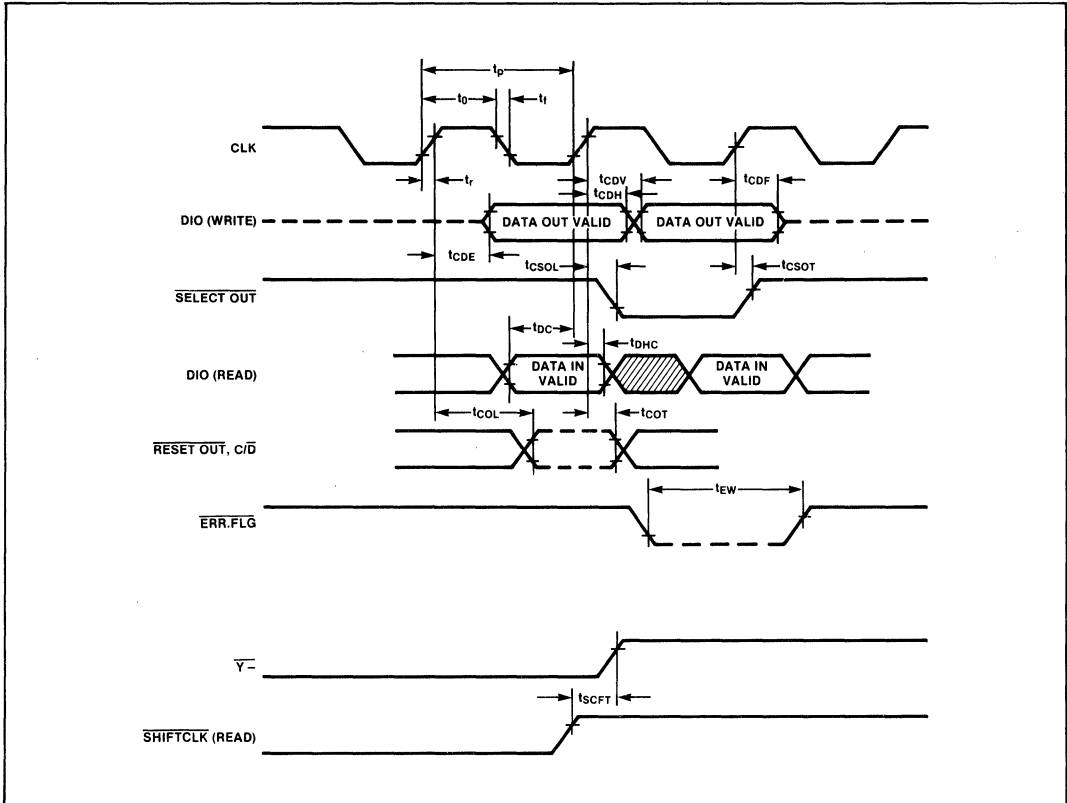 tp
t0 tf
CLK
tr tCDV tCDF
tCDH
DIO (WRITE) DATA OUT VALID DATA OUT VALID
tCDE tCSOL tCSOT
SELECT OUT
tDC tDHC
DIO (READ) DATA IN VALID DATA IN VALID
tCOL tCOT
RESET OUT, C/D
tEW
ERR.FLG
Y –
tSCFT
SHIFTCLK (READ)